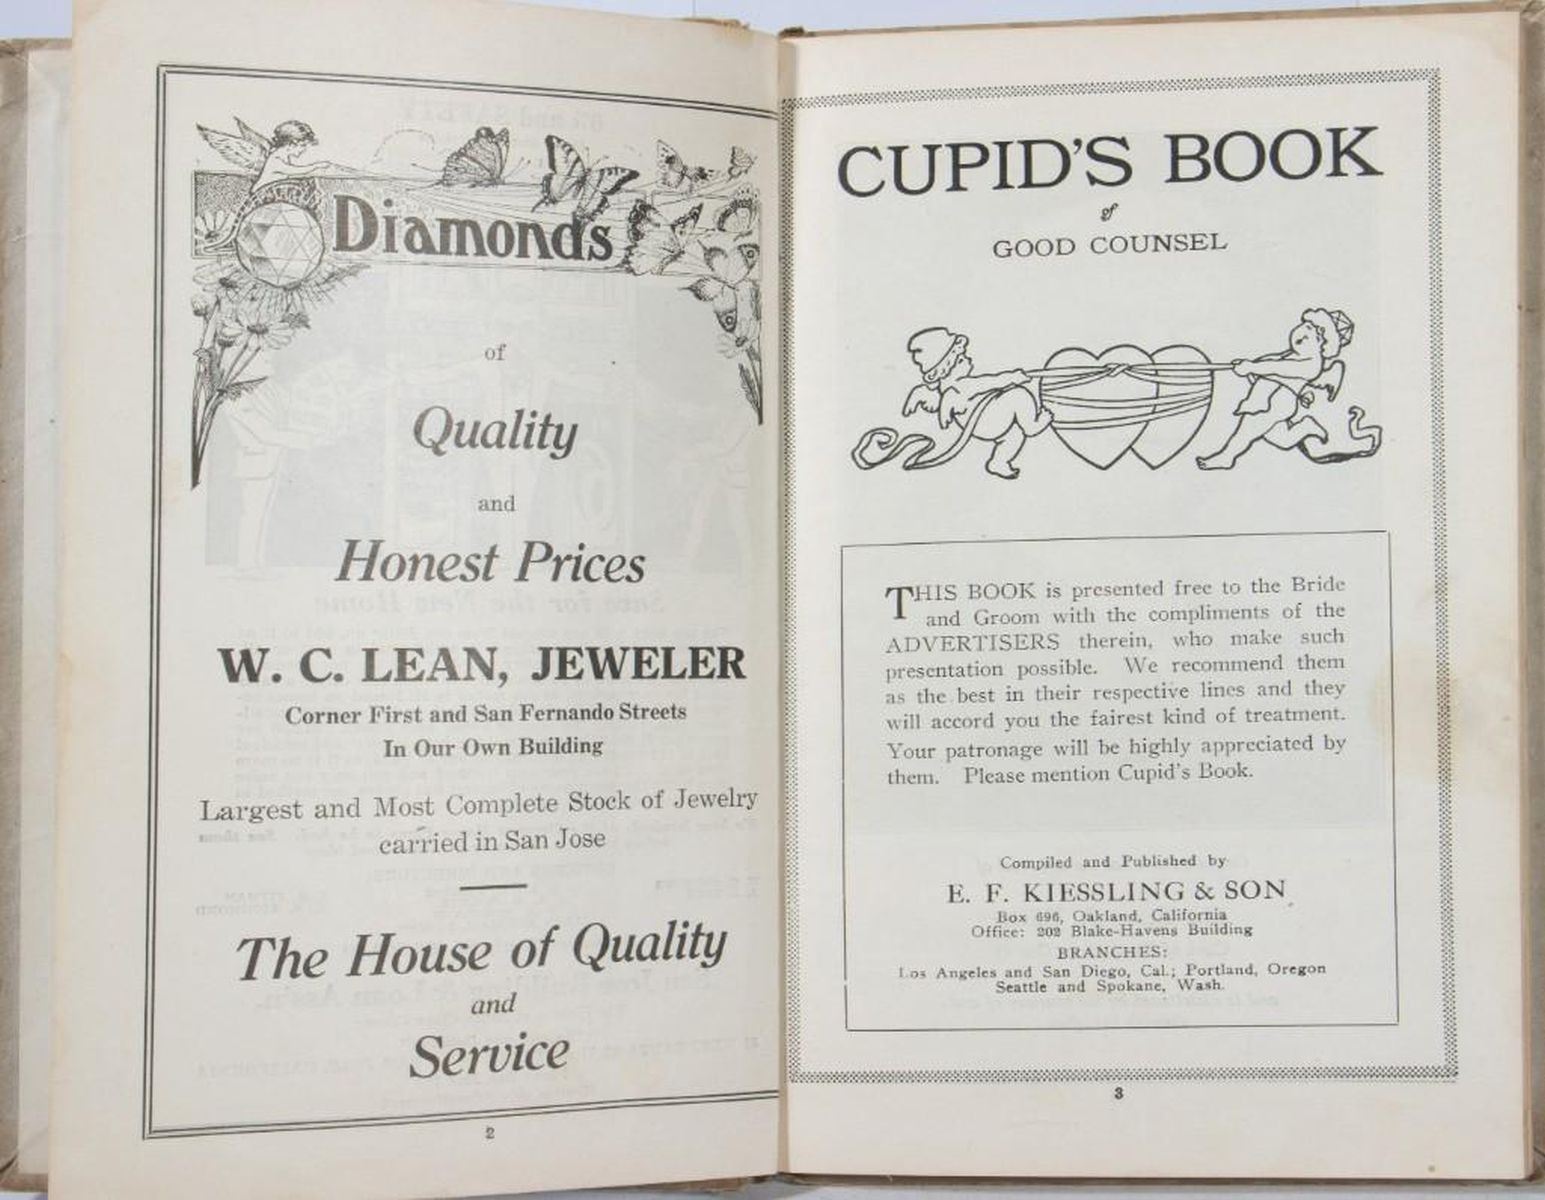 Diamonds
of
Quality
and
Honest Prices
W. C. LEAN, JEWELER
Corner First and San Fernando Streets
In Our Own Building
Largest and Most Complete Stock of Jewelry
carried in San Jose
The House of Quality
and
Service
2
CUPID'S BOOK
of
GOOD COUNSEL
THIS BOOK is presented free to the Bride
and Groom with the compliments of the
ADVERTISERS therein, who make such
presentation possible. We recommend them
as the best in their respective lines and they
will accord you the fairest kind of treatment.
Your patronage will be highly appreciated by
them. Please mention Cupid's Book.
Compiled and Published by
E. F. KIESSLING & SON
Box 696, Oakland, California
Office: 202 Blake-Havens Building
BRANCHES:
Los Angeles and San Diego, Cal.; Portland, Oregon
Seattle and Spokane, Wash.
3